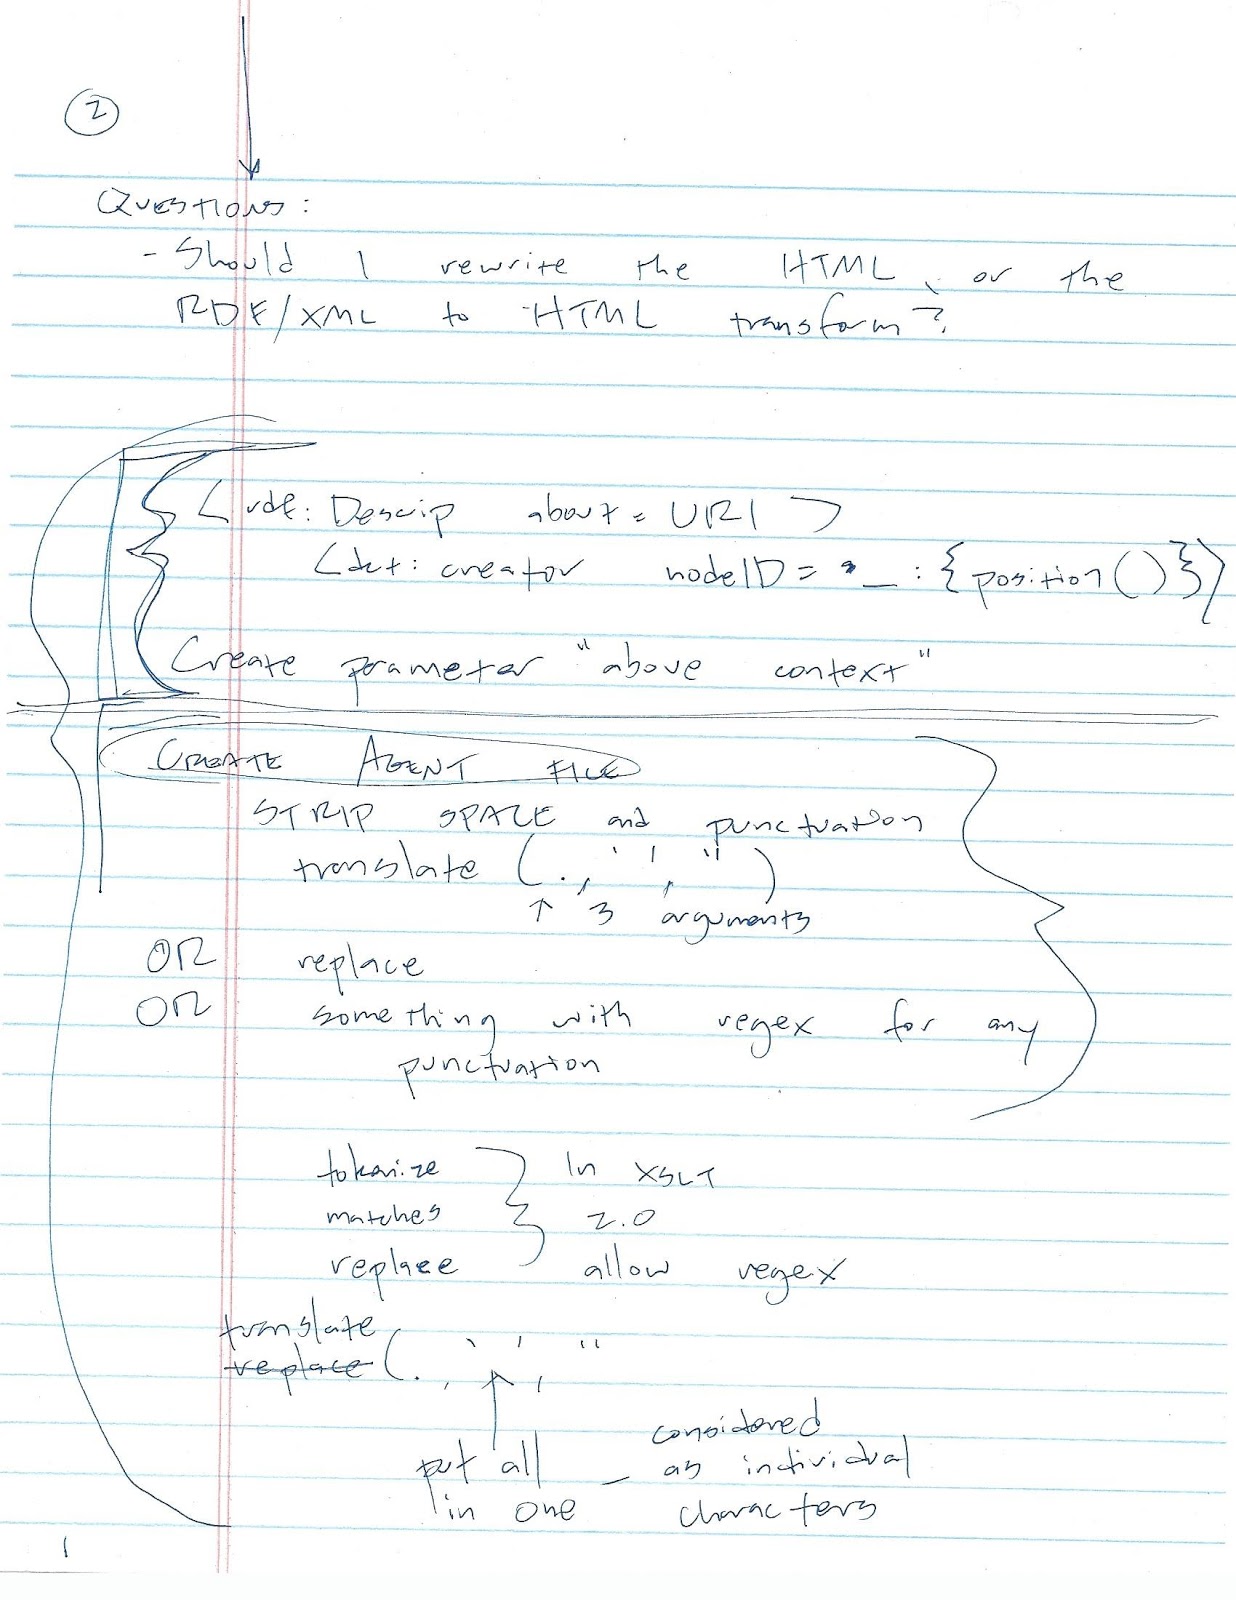 2
Questions:
- Should I rewrite the HTML, or the
RDF/XML to HTML transform?
<rdf: Descrip about = URI >
<dct: creator nodeID = "_ : {position()}>
Create parameter "above context"
CREATE AGENT FILE
STRIP SPACE and punctuation
translate (., ' ', '')
↑ 3 arguments
OR replace
OR something with regex for any
punctuation
tokenize } In XSLT
matches } 2.0
replace } allow regex
translate
replace (., ' ', ''
put all – considered
in one as individual
characters